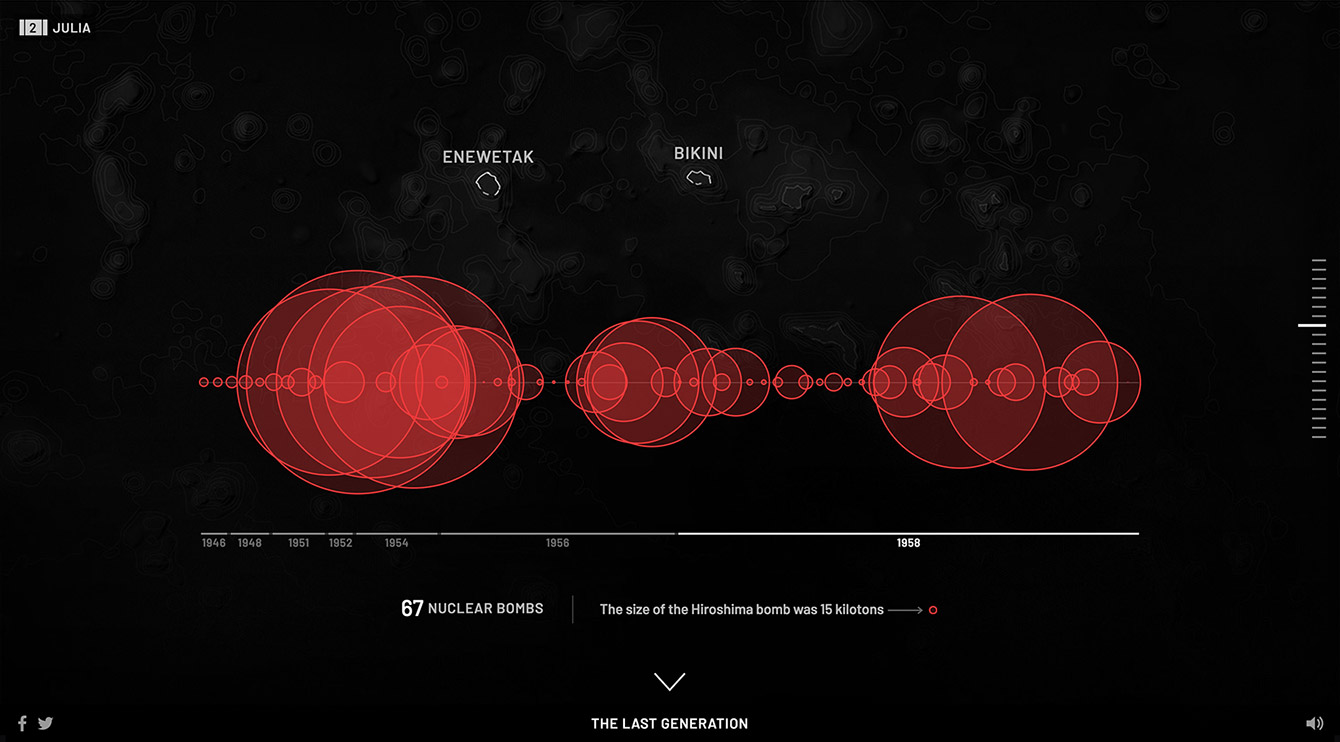 2 JULIA
ENEWETAK
BIKINI
1946 1948 1951 1952 1954 1956 1958
67 NUCLEAR BOMBS
The size of the Hiroshima bomb was 15 kilotons
THE LAST GENERATION